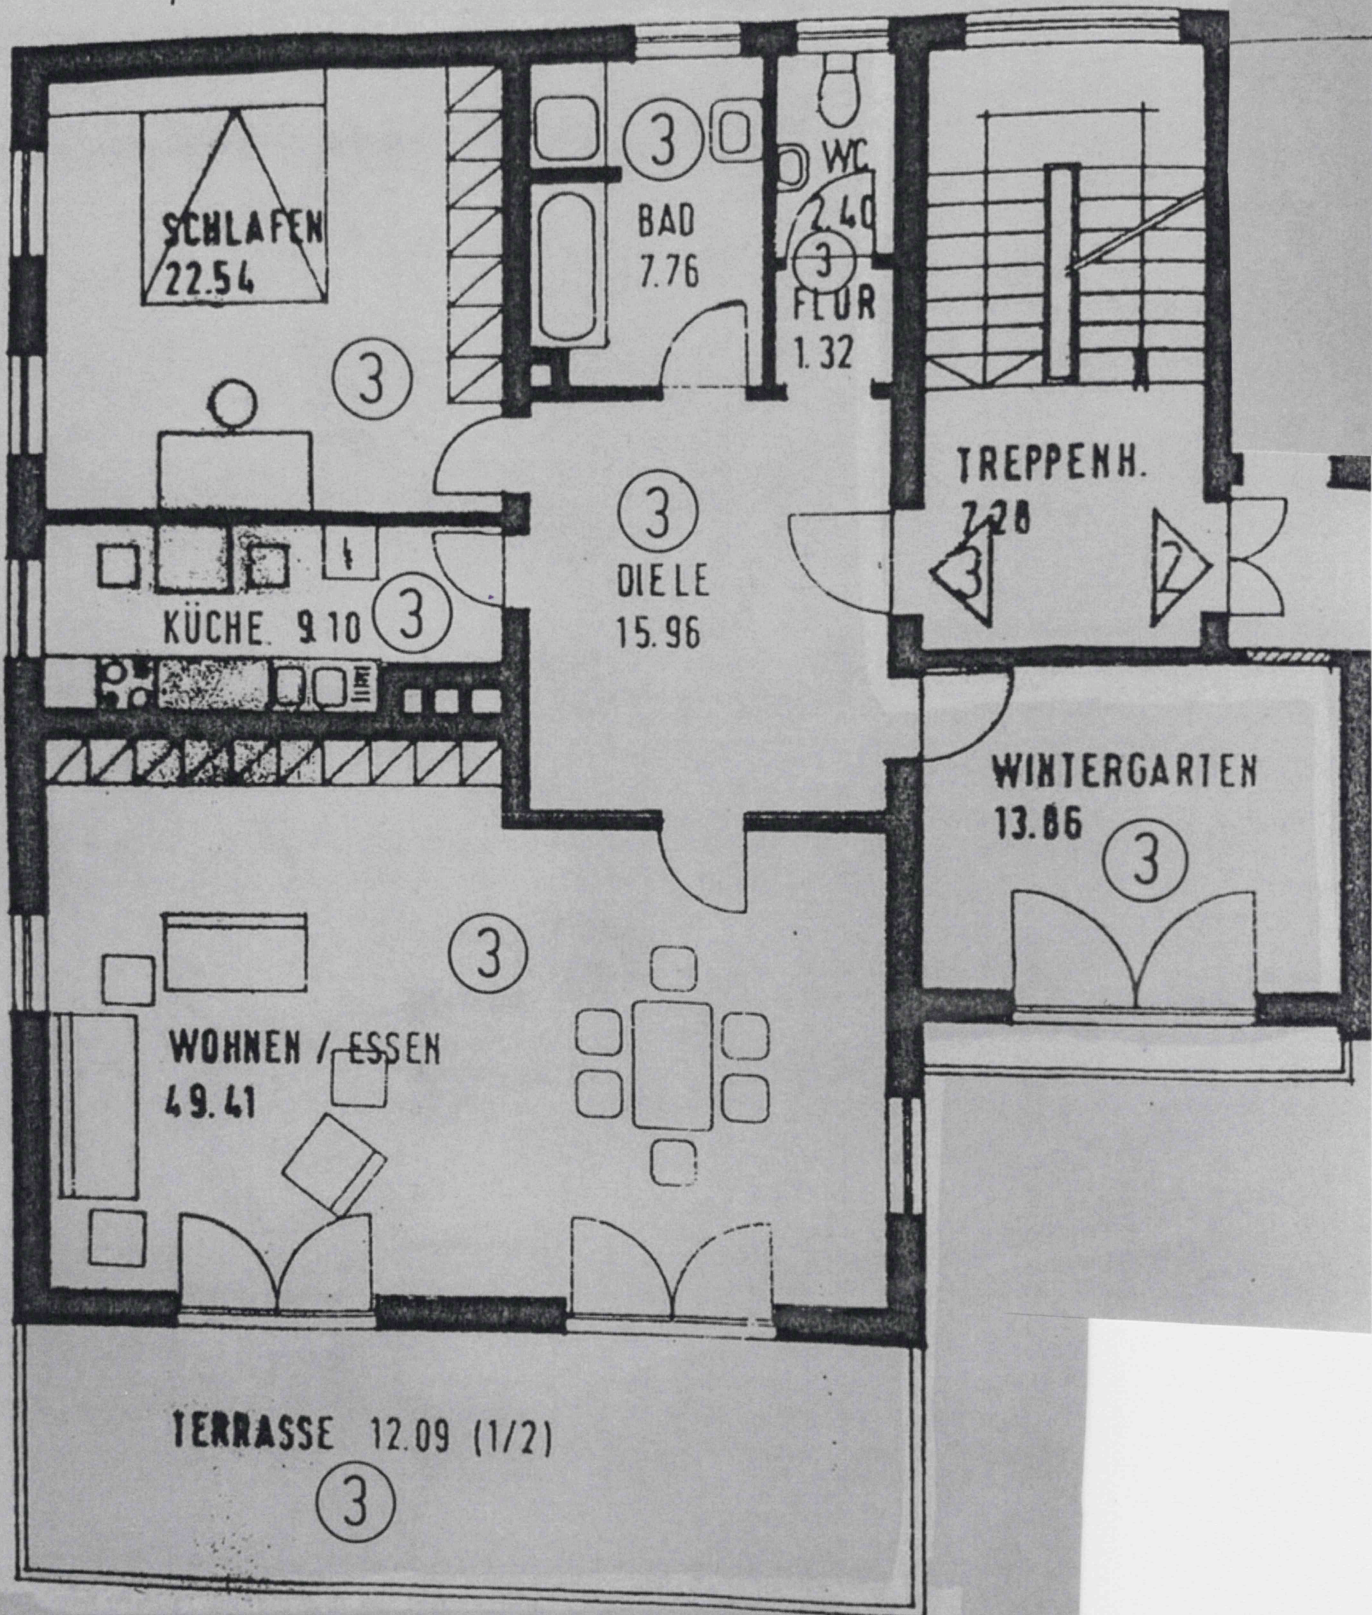 SCHLAFEN
22.54
3
3
BAD
7.76
WC
2.40
3
FLUR
1.32
TREPPENH.
7.28
3
2
3
DIELE
15.96
KÜCHE. 9.10
3
WINTERGARTEN
13.86
3
3
WOHNEN / ESSEN
49.41
TERRASSE 12.09 (1/2)
3